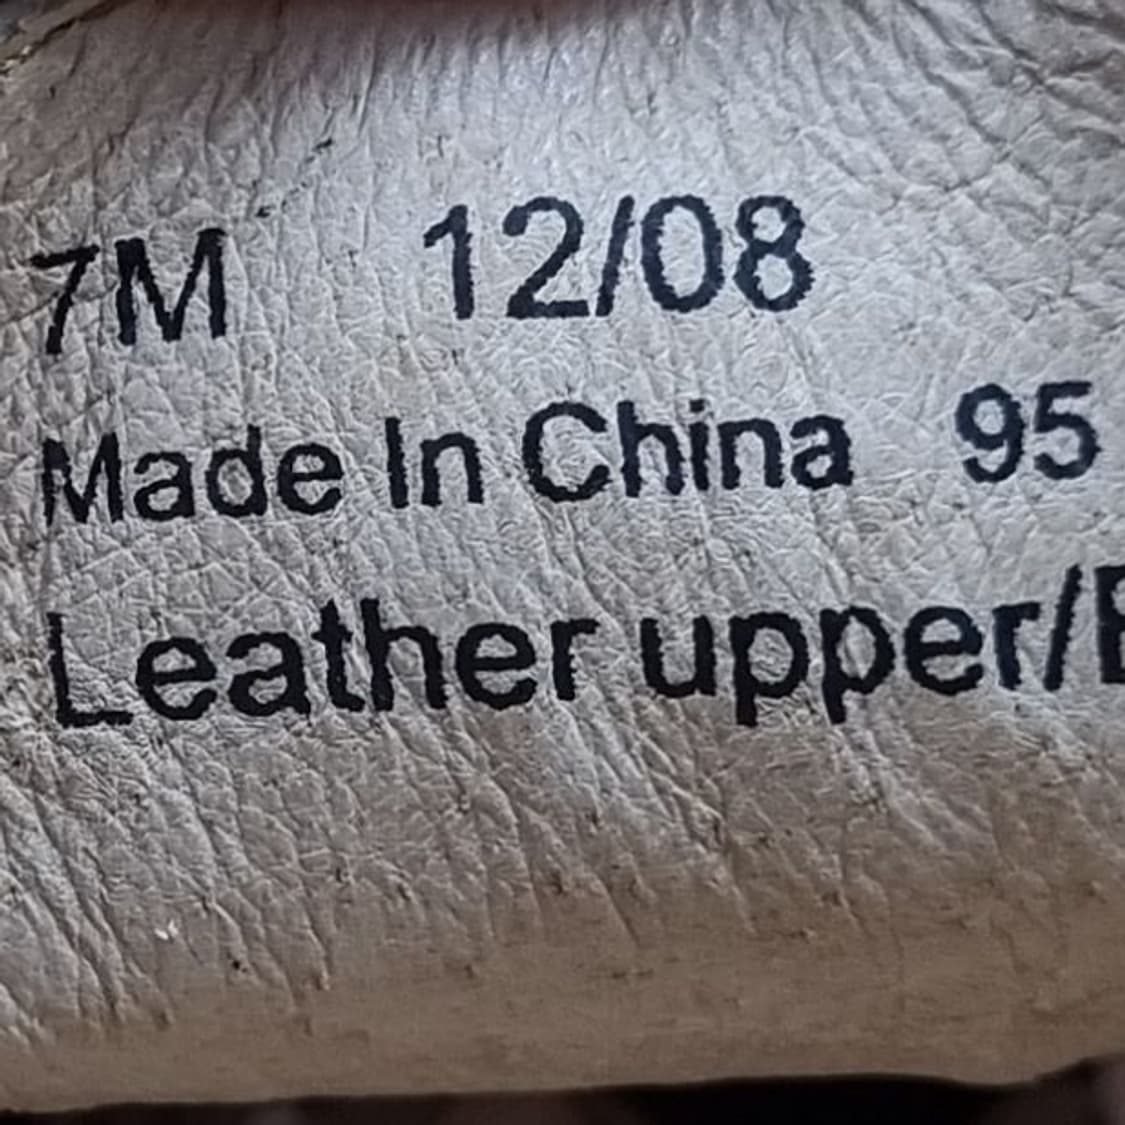 7M 12/08
Made In China 95
Leather upper/